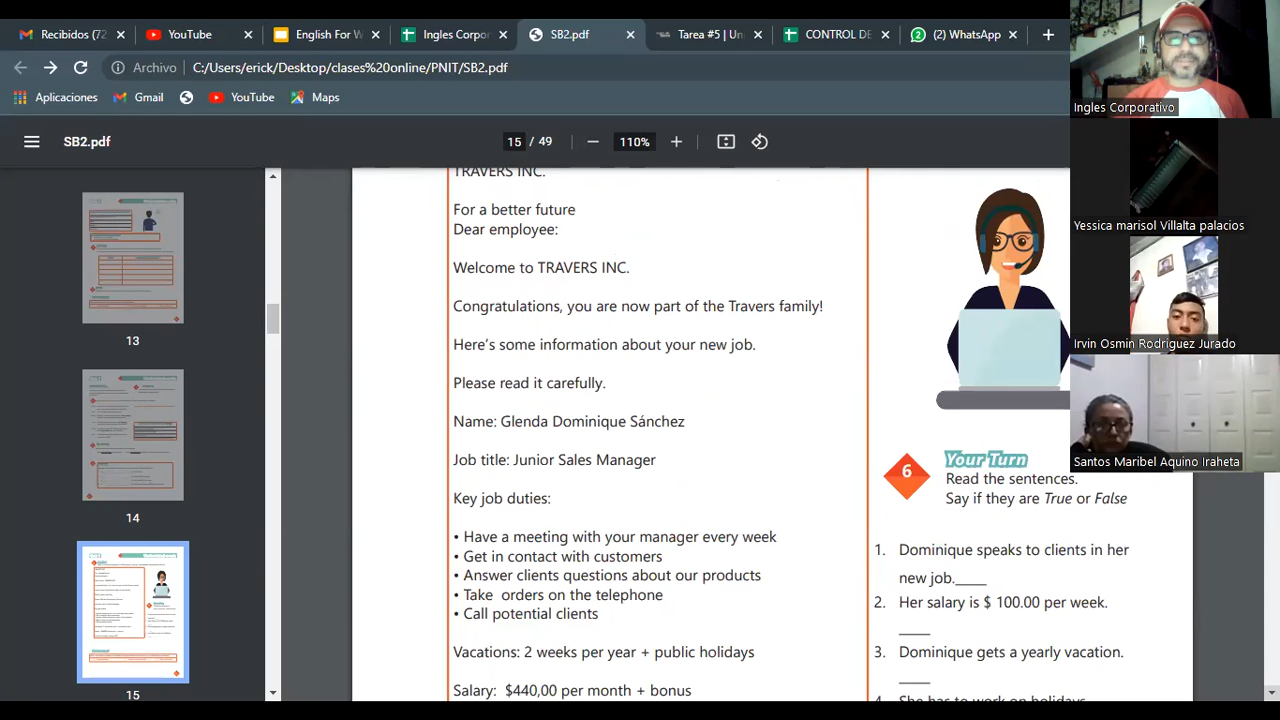 Recibidos (72
YouTube
English For W
Ingles Corpor
SB2.pdf
Tarea #5 | Un
CONTROL DE
(2) WhatsApp
Archivo
C:/Users/erick/Desktop/clases%20online/PNIT/SB2.pdf
Aplicaciones
Gmail
YouTube
Maps
SB2.pdf
15 / 49
110%
13
14
15
TRAVERS INC.
For a better future
Dear employee:
Welcome to TRAVERS INC.
Congratulations, you are now part of the Travers family!
Here's some information about your new job.
Please read it carefully.
Name: Glenda Dominique Sánchez
Job title: Junior Sales Manager
Key job duties:
• Have a meeting with your manager every week
• Get in contact with customers
• Answer clients questions about our products
• Take orders on the telephone
• Call potential clients
Vacations: 2 weeks per year + public holidays
Salary: $440,00 per month + bonus
6
Your Turn
Read the sentences.
Say if they are True or False
1. Dominique speaks to clients in her
new job.____
2. Her salary is $ 100.00 per week.
____
3. Dominique gets a yearly vacation.
____
4. She has to work on holidays.
Ingles Corporativo
Yessica marisol Villalta palacios
Irvin Osmin Rodriguez Jurado
Santos Maribel Aquino Iraheta